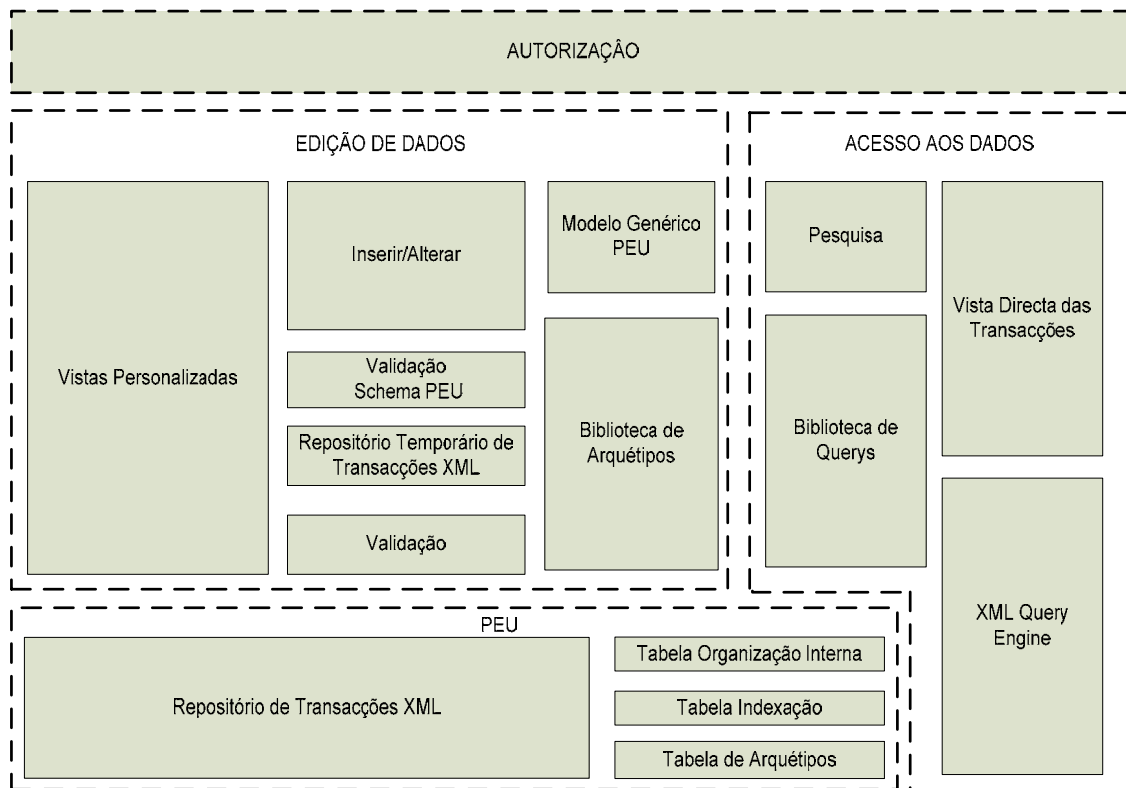 AUTORIZAÇÃO
EDIÇÃO DE DADOS
Vistas Personalizadas
Inserir/Alterar
Validação
Schema PEU
Repositório Temporário de
Transacções XML
Validação
Modelo Genérico
PEU
Biblioteca de
Arquétipos
ACESSO AOS DADOS
Pesquisa
Biblioteca de
Querys
Vista Directa das
Transacções
XML Query
Engine
PEU
Repositório de Transacções XML
Tabela Organização Interna
Tabela Indexação
Tabela de Arquétipos